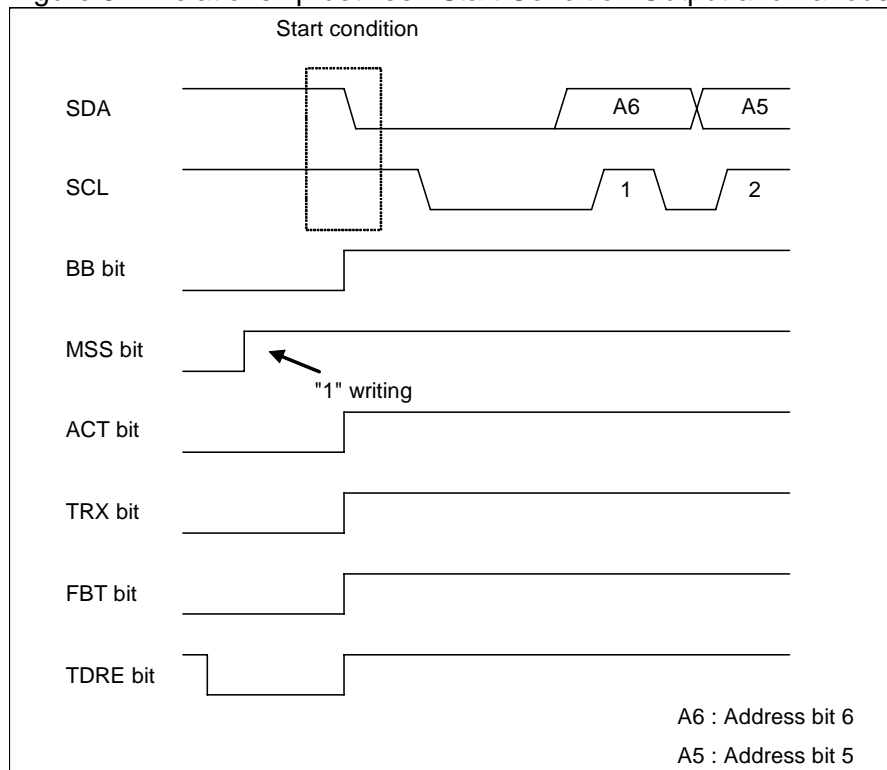 Start condition
SDA
A6
A5
SCL
1
2
BB bit
MSS bit
"1" writing
ACT bit
TRX bit
FBT bit
TDRE bit
A6 : Address bit 6
A5 : Address bit 5